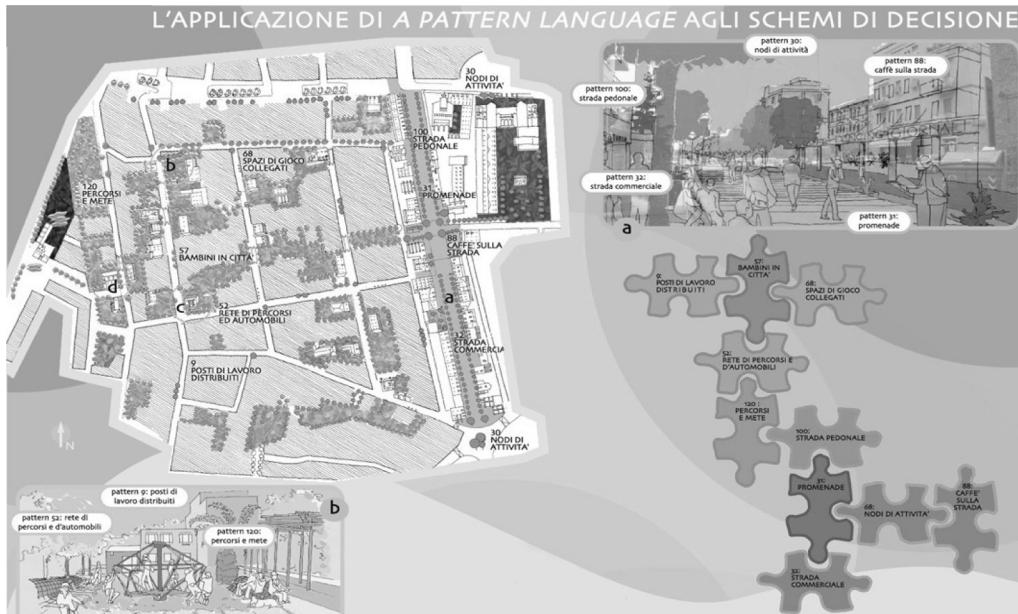 L'APPLICAZIONE DI A PATTERN LANGUAGE AGLI SCHEMI DI DECISIONE
30
NODI DI
ATTIVITA'
100
STRADA
PEDONALE
b
68
SPAZI DI GIOCO
COLLEGATI
120
PERCORSI
E METE
31
PROMENADE
88
CAFFE' SULLA
STRADA
57
BAMBINI IN
CITTA'
d
c
a
52
RETE DI PERCORSI
ED AUTOMOBILI
32
STRADA
COMMERCIA
9
POSTI DI LAVORO
DISTRIBUITI
30
NODI DI
ATTIVITA'
N
pattern 30:
nodi di attività
pattern 88:
caffè sulla strada
pattern 100:
strada pedonale
pattern 32:
strada commerciale
pattern 31:
promenade
a
57:
BAMBINI IN
CITTA'
9:
POSTI DI LAVORO
DISTRIBUITI
68:
SPAZI DI GIOCO
COLLEGATI
52:
RETE DI PERCORSI E
D'AUTOMOBILI
120 :
PERCORSI
E METE
100:
STRADA PEDONALE
31:
PROMENADE
68:
NODI DI ATTIVITA'
88:
CAFFE'
SULLA
STRADA
32:
STRADA
COMMERCIALE
pattern 9: posti di
lavoro distribuiti
b
pattern 52: rete di
percorsi e d'automobili
pattern 120:
percorsi e mete